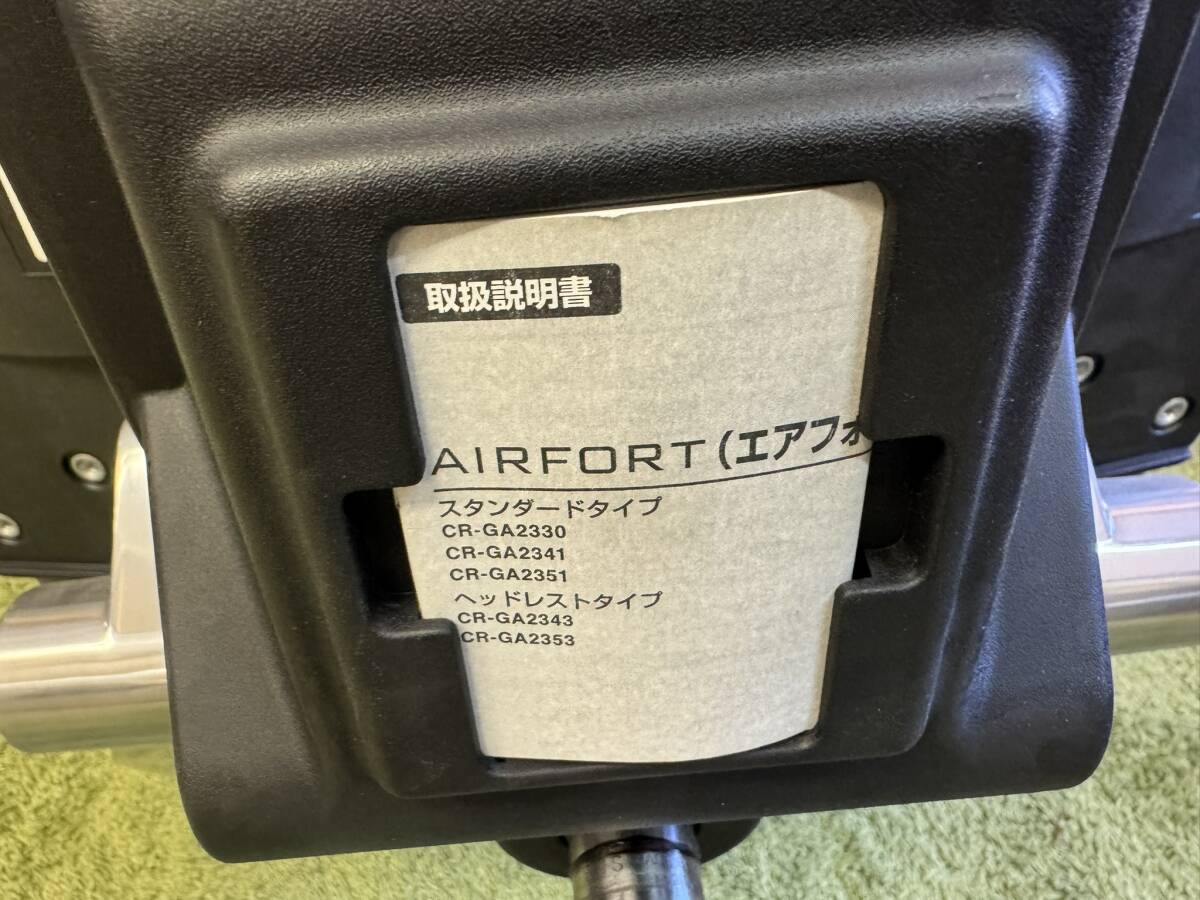 取扱説明書
AIRFORT (エアフォ
スタンダードタイプ
CR-GA2330
CR-GA2341
CR-GA2351
ヘッドレストタイプ
CR-GA2343
CR-GA2353